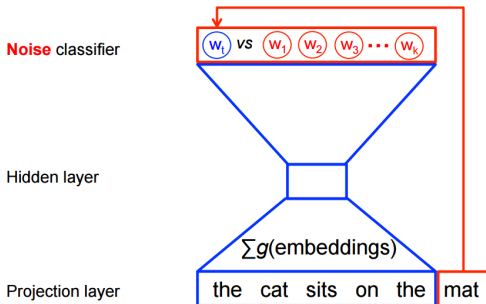 Noise classifier
wt vs w1 w2 w3 ••• wk
Hidden layer
∑g(embeddings)
Projection layer
the cat sits on the mat